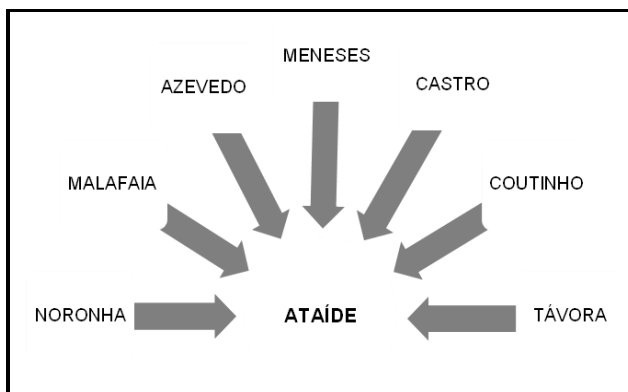 MENESES
AZEVEDO
CASTRO
MALAFAIA
COUTINHO
NORONHA
ATAÍDE
TÁVORA